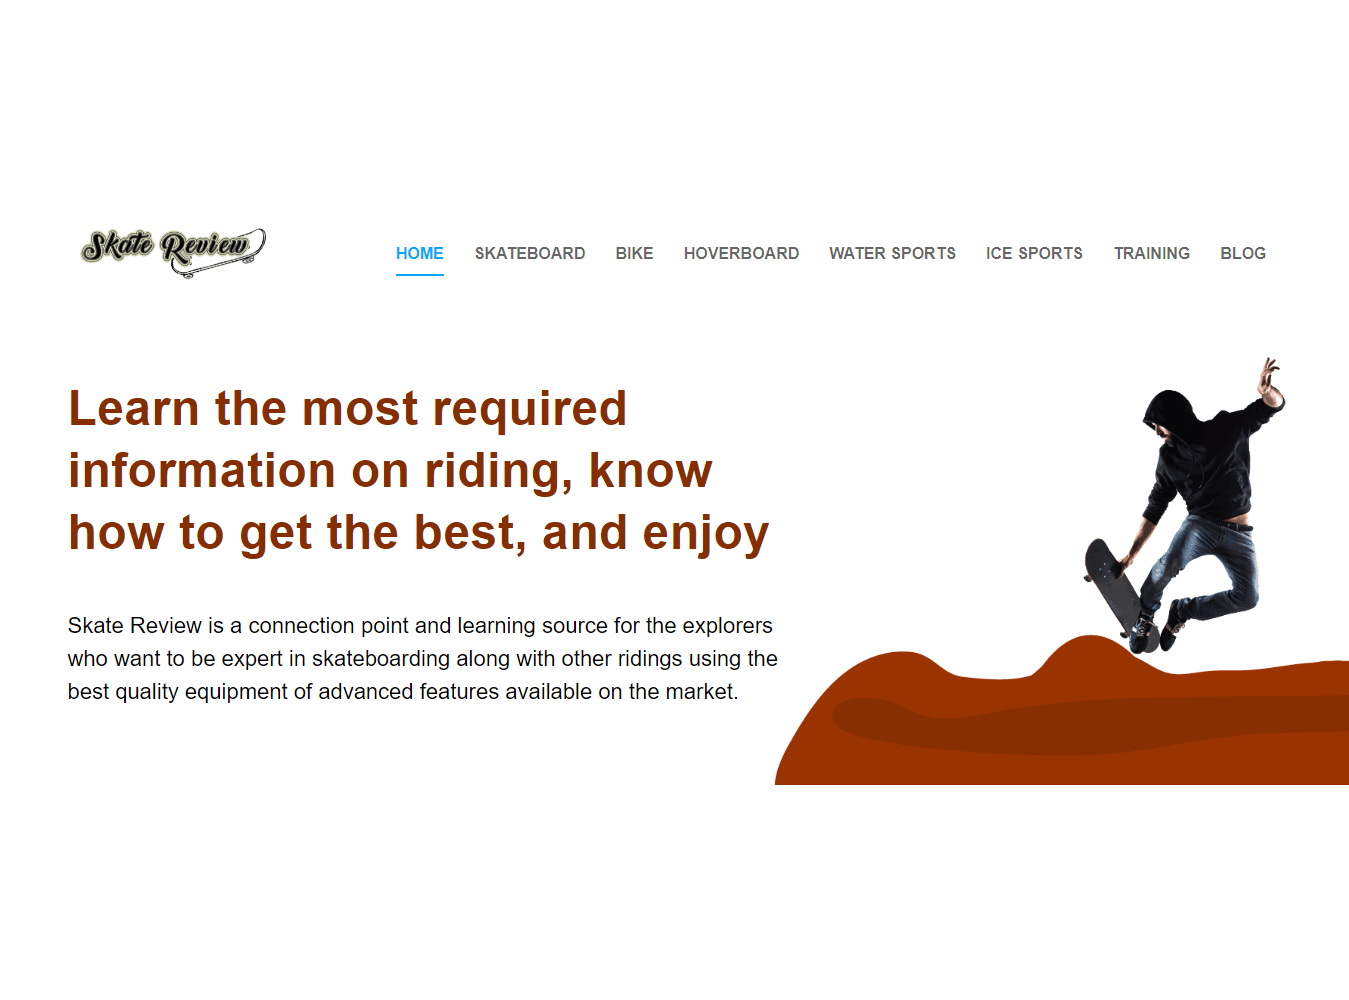 Skate Review
HOME SKATEBOARD BIKE HOVERBOARD WATER SPORTS ICE SPORTS TRAINING BLOG
Learn the most required
information on riding, know
how to get the best, and enjoy
Skate Review is a connection point and learning source for the explorers
who want to be expert in skateboarding along with other ridings using the
best quality equipment of advanced features available on the market.